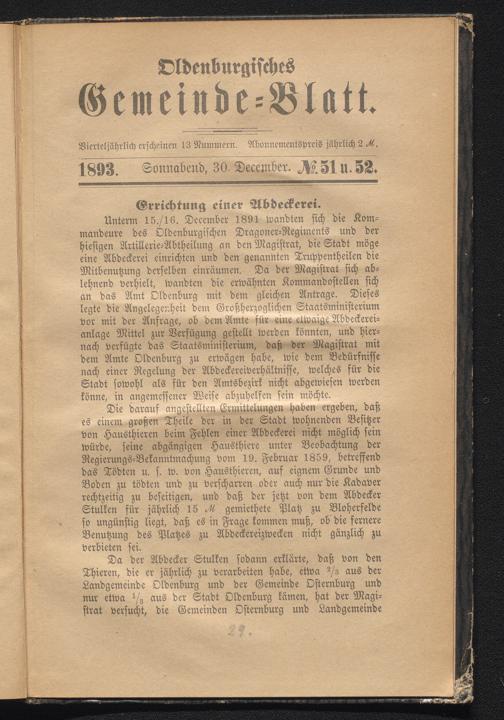 Oldenburgisches
Gemeinde=Blatt.
Vierteljährlich erscheinen 13 Nummern. Abonnementspreis jährlich 2 M.
1893. Sonnabend, 30. December. No. 51 u. 52.
Errichtung einer Abdeckerei.
Unterm 15./16. December 1891 wandten sich die Kom-
mandeure des Oldenburgischen Dragoner-Regiments und der
hiesigen Artillerie-Abtheilung an den Magistrat, die Stadt möge
eine Abdeckerei einrichten und den genannten Truppentheilen die
Mitbenutzung derselben einräumen. Da der Magistrat sich ab-
lehnend verhielt, wandten die erwähnten Kommandostellen sich
an das Amt Oldenburg mit dem gleichen Antrage. Dieses
legte die Angelegenheit dem Großherzoglichen Staatsministerium
vor mit der Anfrage, ob dem Amte für eine etwaige Abdeckerei-
anlage Mittel zur Verfügung gestellt werden könnten, und hier-
nach verfügte das Staatsministerium, daß der Magistrat mit
dem Amte Oldenburg zu erwägen habe, wie dem Bedürfnisse
nach einer Regelung der Abdeckereiverhältnisse, welches für die
Stadt sowohl als für den Amtsbezirk nicht abgewiesen werden
könne, in angemessener Weise abzuhelfen sein möchte.
Die darauf angestellten Ermittelungen haben ergeben, daß
es einem großen Theile der in der Stadt wohnenden Besitzer
von Hausthieren beim Fehlen einer Abdeckerei nicht möglich sein
würde, seine abgängigen Hausthiere unter Beobachtung der
Regierungs-Bekanntmachung vom 19. Februar 1859, betreffend
das Tödten u. s. w. von Hausthieren, auf eignem Grunde und
Boden zu tödten und zu verscharren oder auch nur die Kadaver
rechtzeitig zu beseitigen, und daß der jetzt von dem Abdecker
Stulken für jährlich 15 M gemiethete Platz zu Bloherfelde
so ungünstig liegt, daß es in Frage kommen muß, ob die fernere
Benutzung des Platzes zu Abdeckereizwecken nicht gänzlich zu
verbieten sei.
Da der Abdecker Stulken sodann erklärte, daß von den
Thieren, die er jährlich zu verarbeiten habe, etwa 2/3 aus der
Landgemeinde Oldenburg und der Gemeinde Osternburg und
nur etwa 1/3 aus der Stadt Oldenburg kämen, hat der Magi-
strat versucht, die Gemeinden Osternburg und Landgemeinde
29.